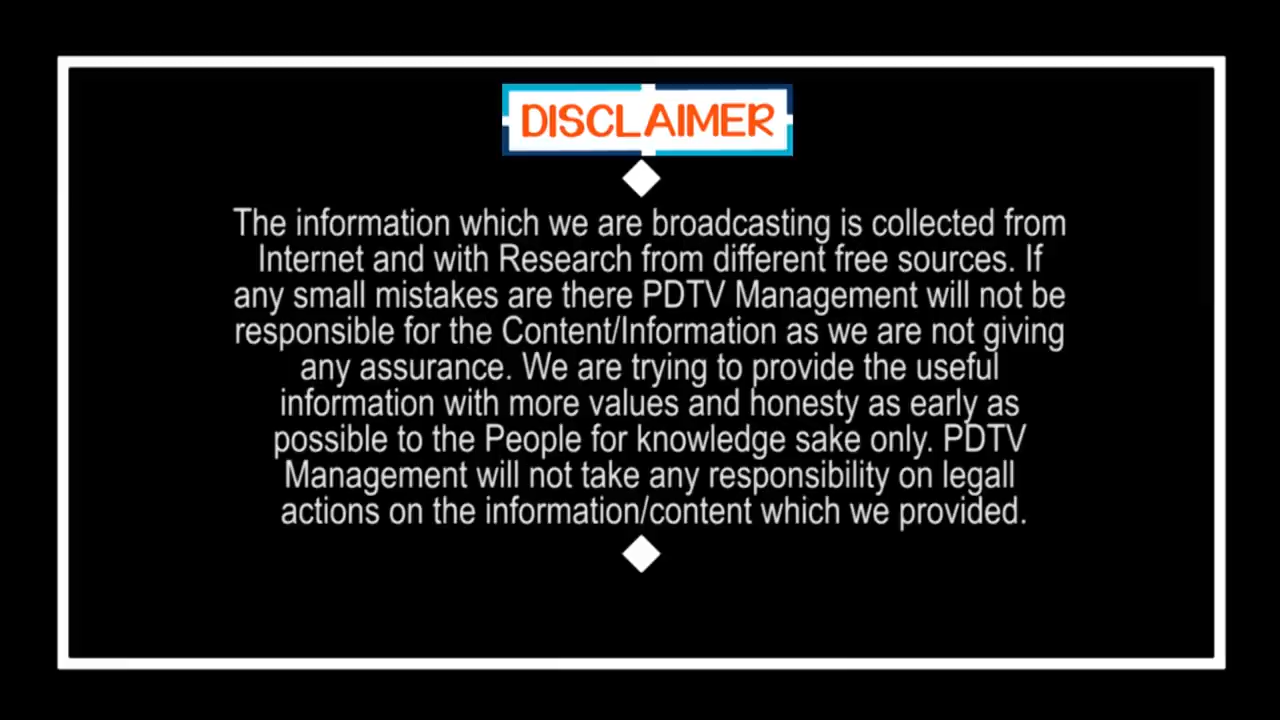 DISCLAIMER
The information which we are broadcasting is collected from
Internet and with Research from different free sources. If
any small mistakes are there PDTV Management will not be
responsible for the Content/Information as we are not giving
any assurance. We are trying to provide the useful
information with more values and honesty as early as
possible to the People for knowledge sake only. PDTV
Management will not take any responsibility on legall
actions on the information/content which we provided.